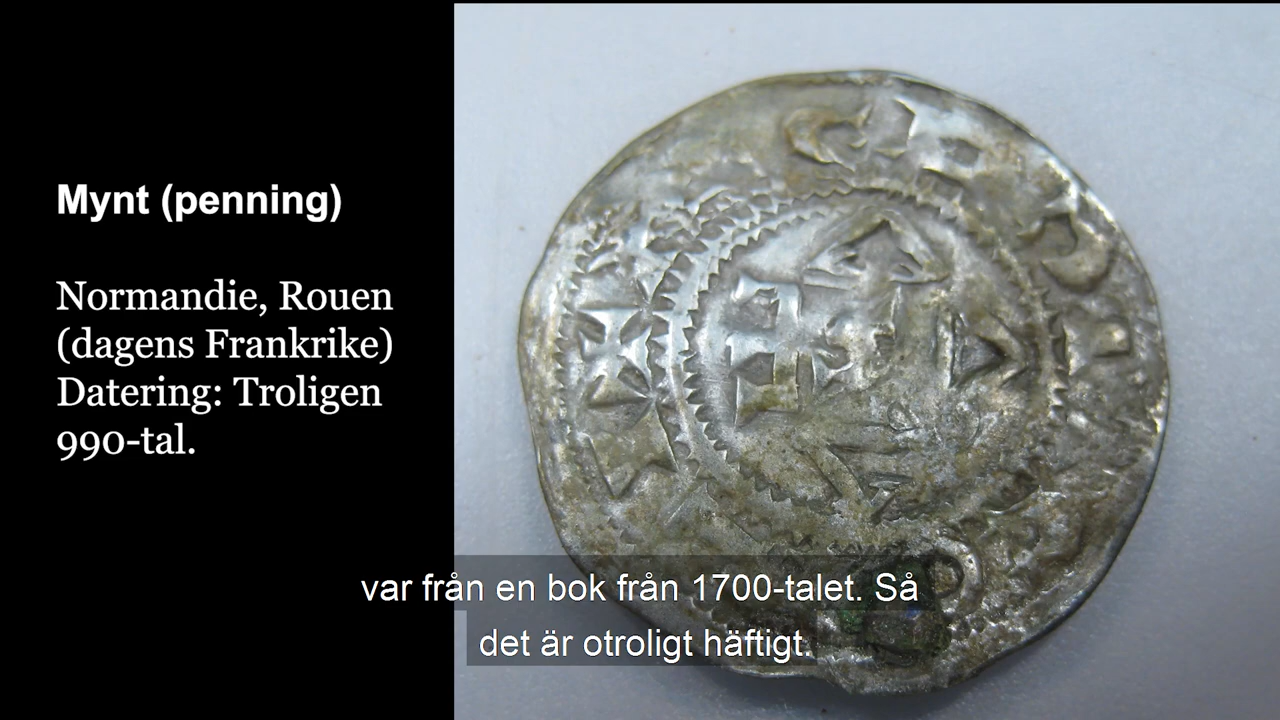 Mynt (penning)
Normandie, Rouen
(dagens Frankrike)
Datering: Troligen
990-tal.
var från en bok från 1700-talet. Så
det är otroligt häftigt.